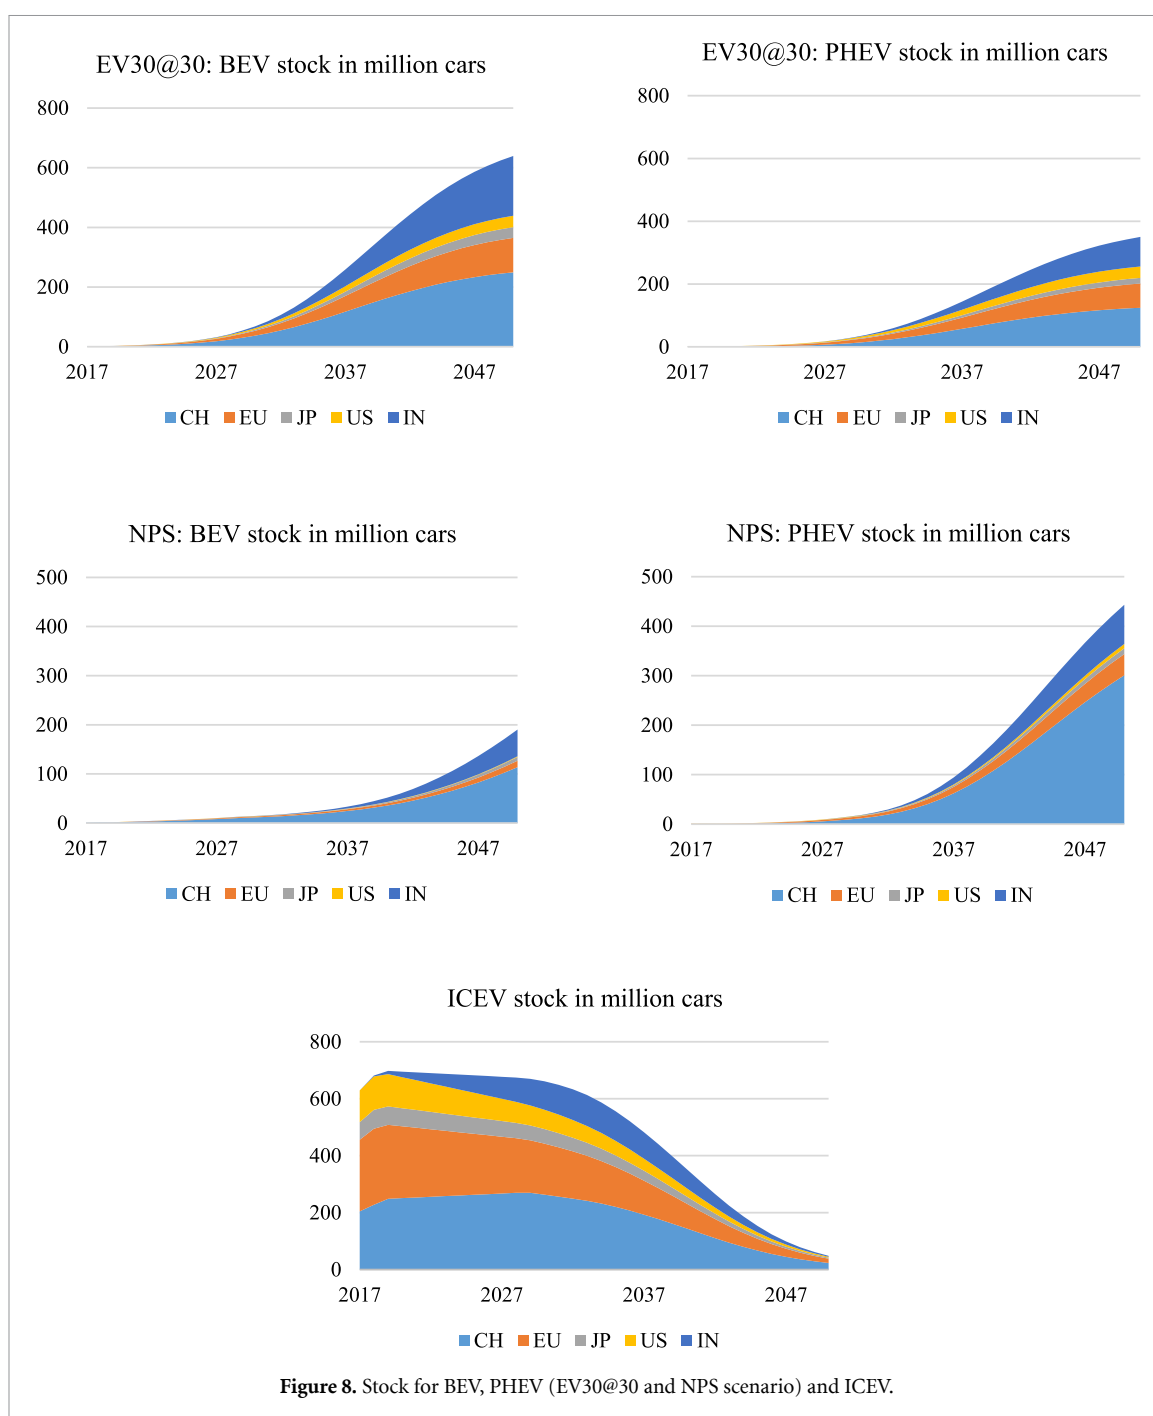 EV30@30: BEV stock in million cars
800
600
400
200
0
2017 2027 2037 2047
CH EU JP US IN
EV30@30: PHEV stock in million cars
800
600
400
200
0
2017 2027 2037 2047
CH EU JP US IN
NPS: BEV stock in million cars
500
400
300
200
100
0
2017 2027 2037 2047
CH EU JP US IN
NPS: PHEV stock in million cars
500
400
300
200
100
0
2017 2027 2037 2047
CH EU JP US IN
ICEV stock in million cars
800
600
400
200
0
2017 2027 2037 2047
CH EU JP US IN
Figure 8. Stock for BEV, PHEV (EV30@30 and NPS scenario) and ICEV.